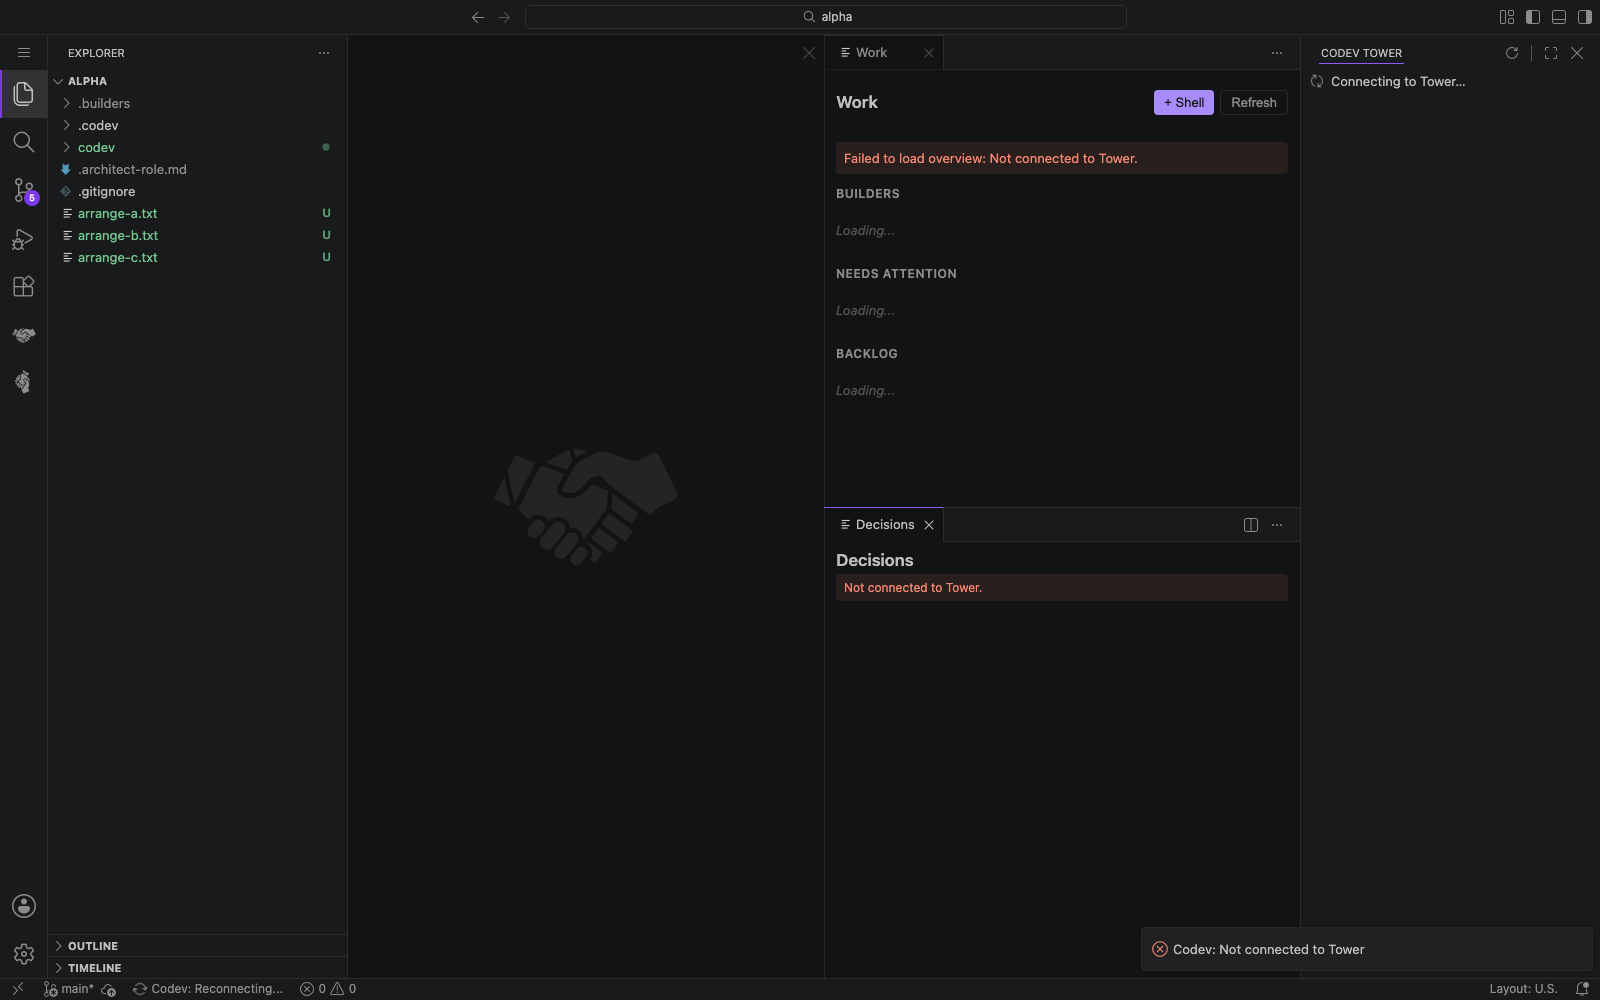 alpha
EXPLORER
ALPHA
.builders
.codev
codev
.architect-role.md
.gitignore
arrange-a.txt U
arrange-b.txt U
arrange-c.txt U
5
OUTLINE
TIMELINE
Work
Work
+ Shell
Refresh
Failed to load overview: Not connected to Tower.
BUILDERS
Loading...
NEEDS ATTENTION
Loading...
BACKLOG
Loading...
Decisions
Decisions
Not connected to Tower.
CODEV TOWER
Connecting to Tower...
Codev: Not connected to Tower
main* Codev: Reconnecting... 0 0 Layout: U.S.